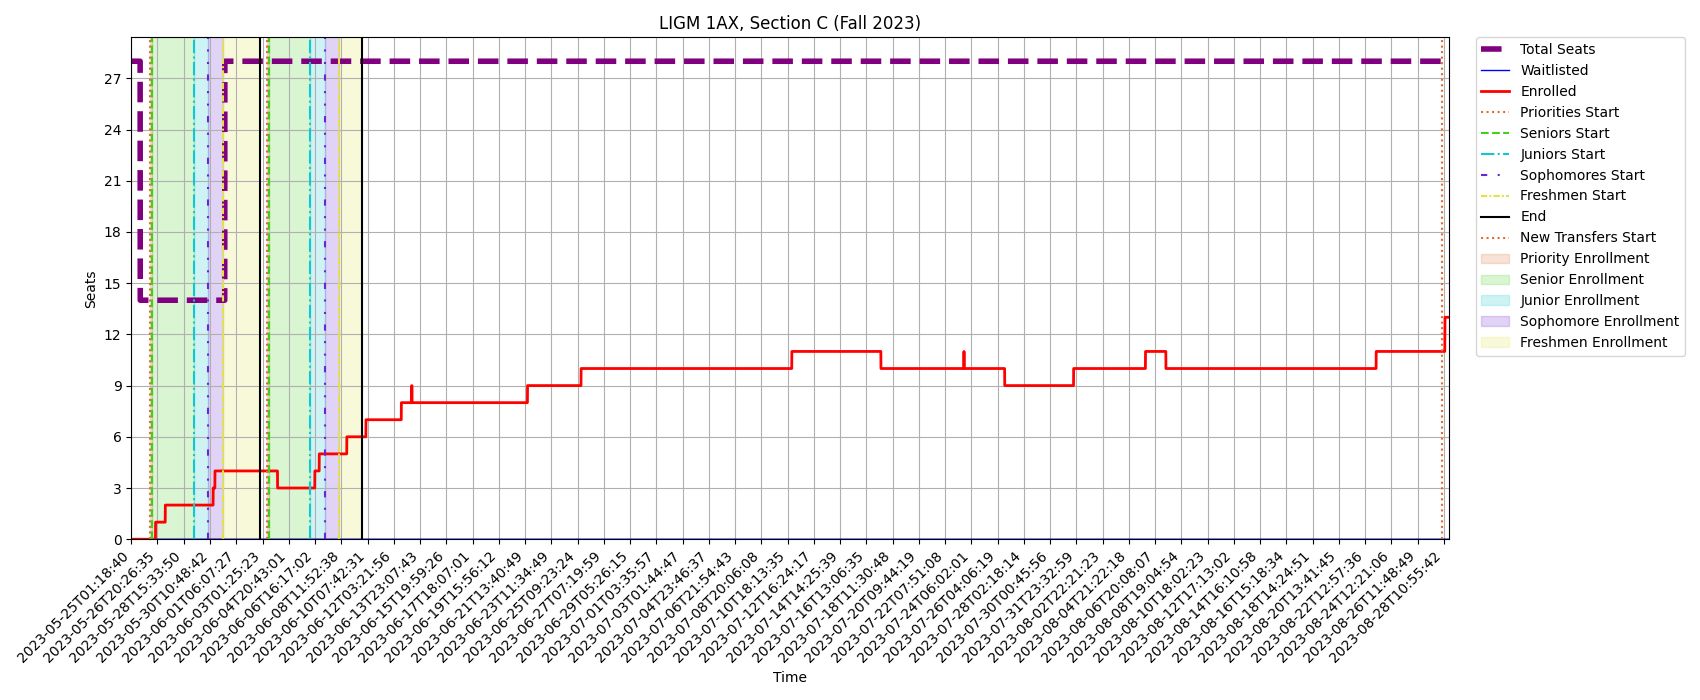 LIGM 1AX, Section C (Fall 2023)
Total Seats
Waitlisted
Enrolled
Priorities Start
Seniors Start
Juniors Start
Sophomores Start
Freshmen Start
End
New Transfers Start
Priority Enrollment
Senior Enrollment
Junior Enrollment
Sophomore Enrollment
Freshmen Enrollment
Seats
27
24
21
18
15
12
9
6
3
0
2023-05-25T01:18:40
2023-05-26T20:26:35
2023-05-28T15:33:50
2023-05-30T10:48:42
2023-06-01T06:07:27
2023-06-03T01:25:23
2023-06-04T20:43:01
2023-06-06T16:17:02
2023-06-08T11:52:38
2023-06-10T07:42:31
2023-06-12T03:21:56
2023-06-13T23:07:43
2023-06-15T19:59:26
2023-06-17T18:07:01
2023-06-19T15:56:12
2023-06-21T13:40:49
2023-06-23T11:34:49
2023-06-25T09:23:24
2023-06-27T07:19:59
2023-06-29T05:26:15
2023-07-01T03:35:57
2023-07-03T01:44:47
2023-07-04T23:46:37
2023-07-06T21:54:43
2023-07-08T20:06:08
2023-07-10T18:13:35
2023-07-12T16:24:17
2023-07-14T14:25:39
2023-07-16T13:06:35
2023-07-18T11:30:48
2023-07-20T09:44:19
2023-07-22T07:51:08
2023-07-24T06:02:01
2023-07-26T04:06:19
2023-07-28T02:18:14
2023-07-30T00:45:56
2023-07-31T23:32:59
2023-08-02T22:21:23
2023-08-04T21:22:18
2023-08-06T20:08:07
2023-08-08T19:04:54
2023-08-10T18:02:23
2023-08-12T17:13:02
2023-08-14T16:10:58
2023-08-16T15:18:34
2023-08-18T14:24:51
2023-08-20T13:41:45
2023-08-22T12:57:36
2023-08-24T12:21:06
2023-08-26T11:48:49
2023-08-28T10:55:42
Time